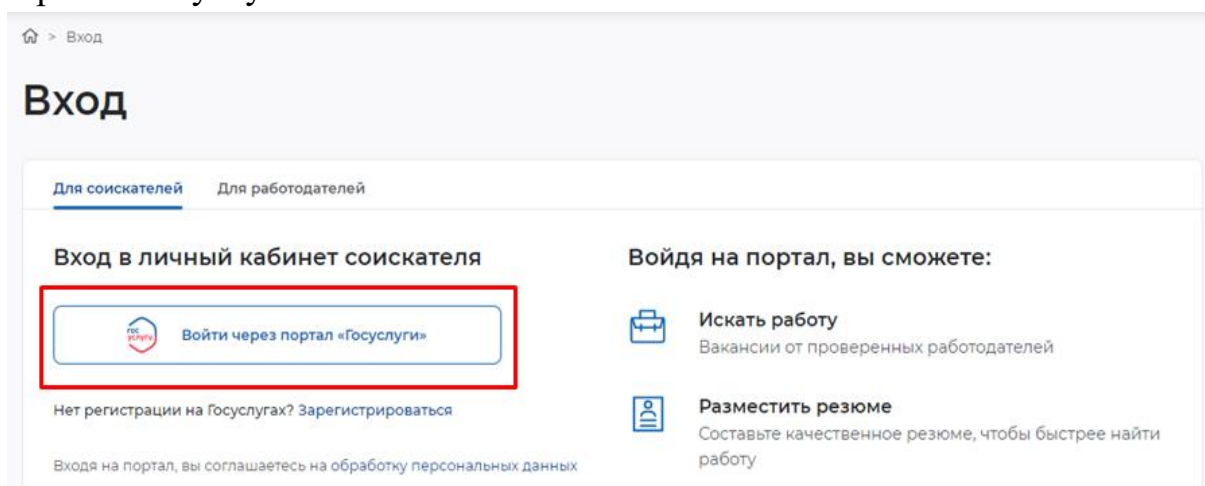 > Вход
Вход
Для соискателей Для работодателей
Вход в личный кабинет соискателя
гос
услуги
Войти через портал «Госуслуги»
Нет регистрации на Госуслугах? Зарегистрироваться
Входя на портал, вы соглашаетесь на обработку персональных данных
Войдя на портал, вы сможете:
Искать работу
Вакансии от проверенных работодателей
Разместить резюме
Составьте качественное резюме, чтобы быстрее найти
работу